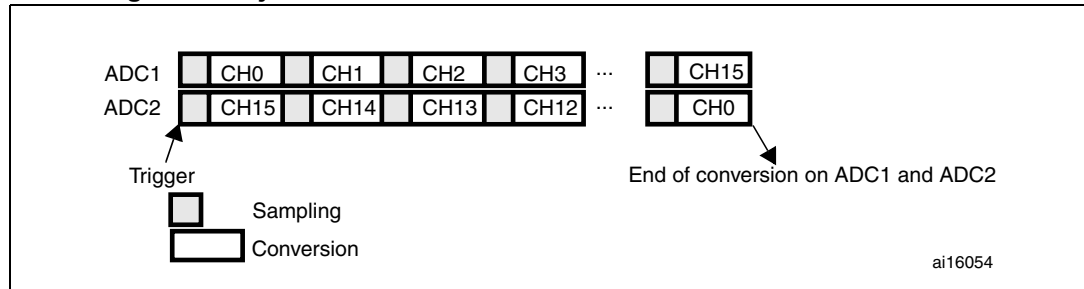 ADC1 CH0 CH1 CH2 CH3 ... CH15
ADC2 CH15 CH14 CH13 CH12 ... CH0
Trigger
End of conversion on ADC1 and ADC2
Sampling
Conversion
ai16054